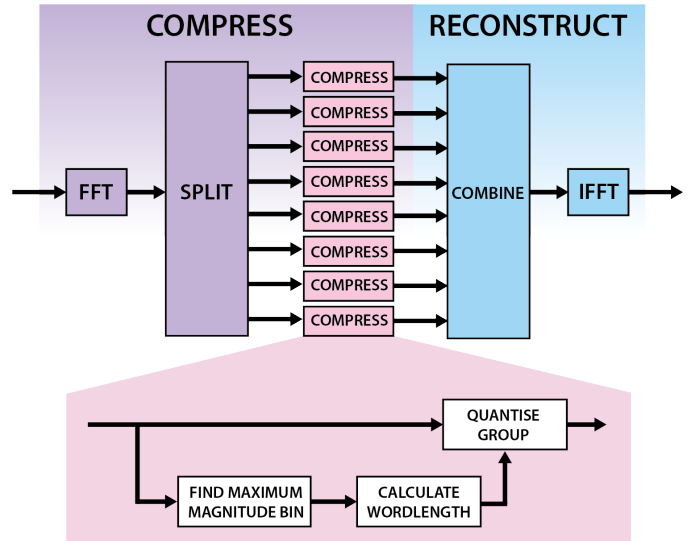 COMPRESS
RECONSTRUCT
FFT
SPLIT
COMPRESS
COMPRESS
COMPRESS
COMPRESS
COMPRESS
COMPRESS
COMPRESS
COMPRESS
COMBINE
IFFT
QUANTISE
GROUP
FIND MAXIMUM
MAGNITUDE BIN
CALCULATE
WORDLENGTH